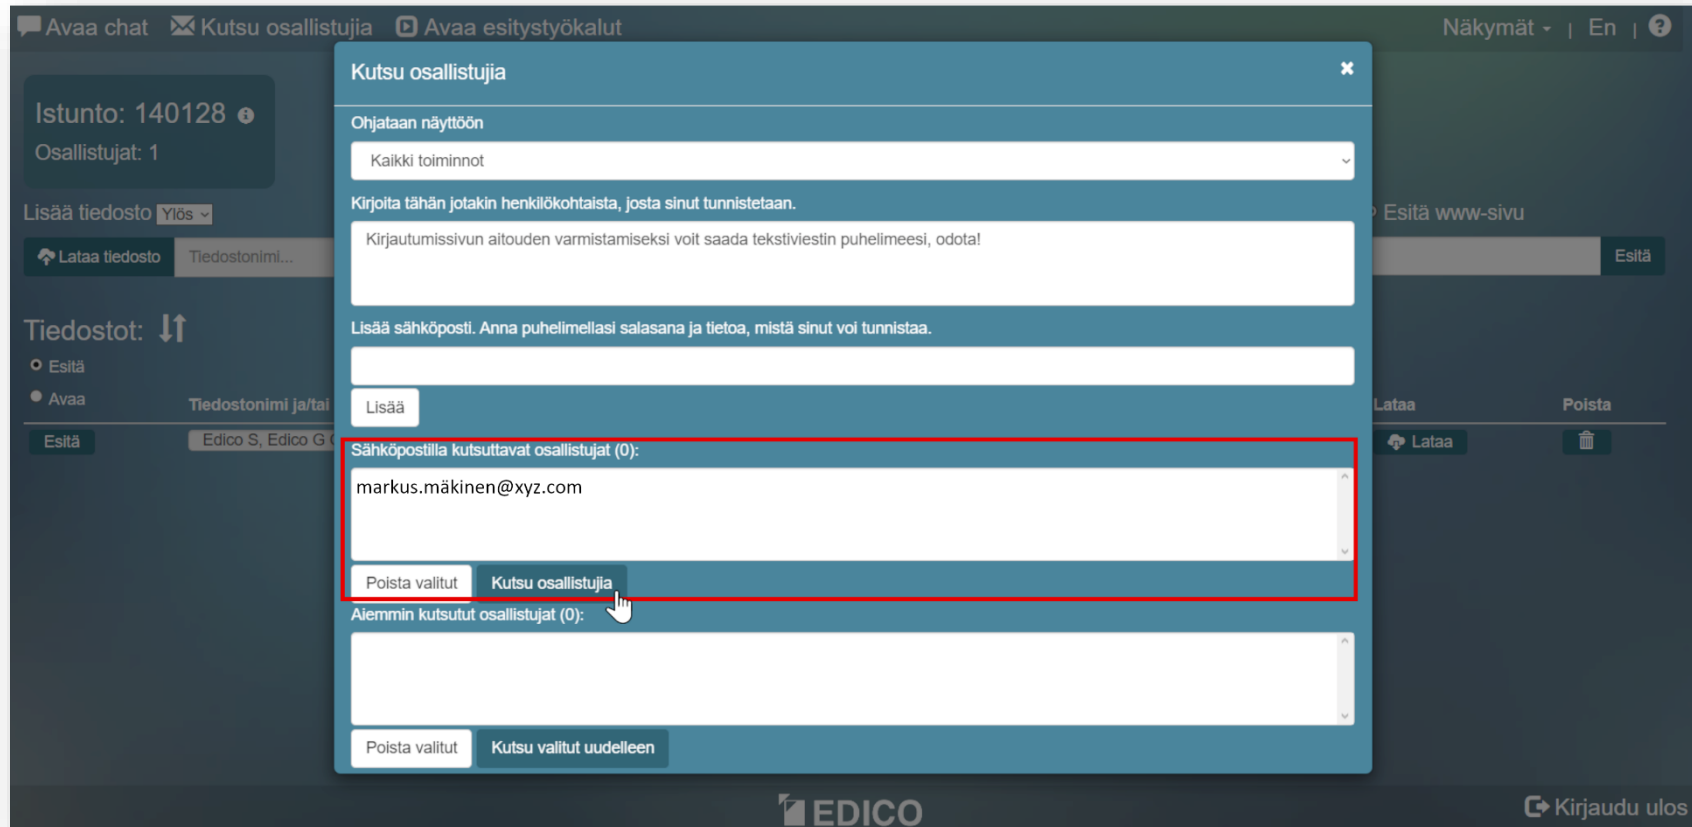 Avaa chat Kutsu osallistujia Avaa esitystyökalut Näkymät | En | ?
Kutsu osallistujia
Istunto: 140128
Osallistujat: 1
Ohjataan näyttöön
Kaikki toiminnot
Kirjoita tähän jotakin henkilökohtaista, josta sinut tunnistetaan.
Lisää tiedosto Ylös
Esitä www-sivu
Kirjautumissivun aitouden varmistamiseksi voit saada tekstiviestin puhelimeesi, odota!
Lataa tiedosto Tiedostonimi... Esitä
Tiedostot:
Lisää sähköposti. Anna puhelimellasi salasana ja tietoa, mistä sinut voi tunnistaa.
Esitä
Avaa
Lisää
Tiedostonimi ja/tai Lataa Poista
Esitä Edico S, Edico G Lataa
Sähköpostilla kutsuttavat osallistujat (0):
markus.mäkinen@xyz.com
Poista valitut Kutsu osallistujia
Aiemmin kutsutut osallistujat (0):
Poista valitut Kutsu valitut uudelleen
EDICO Kirjaudu ulos